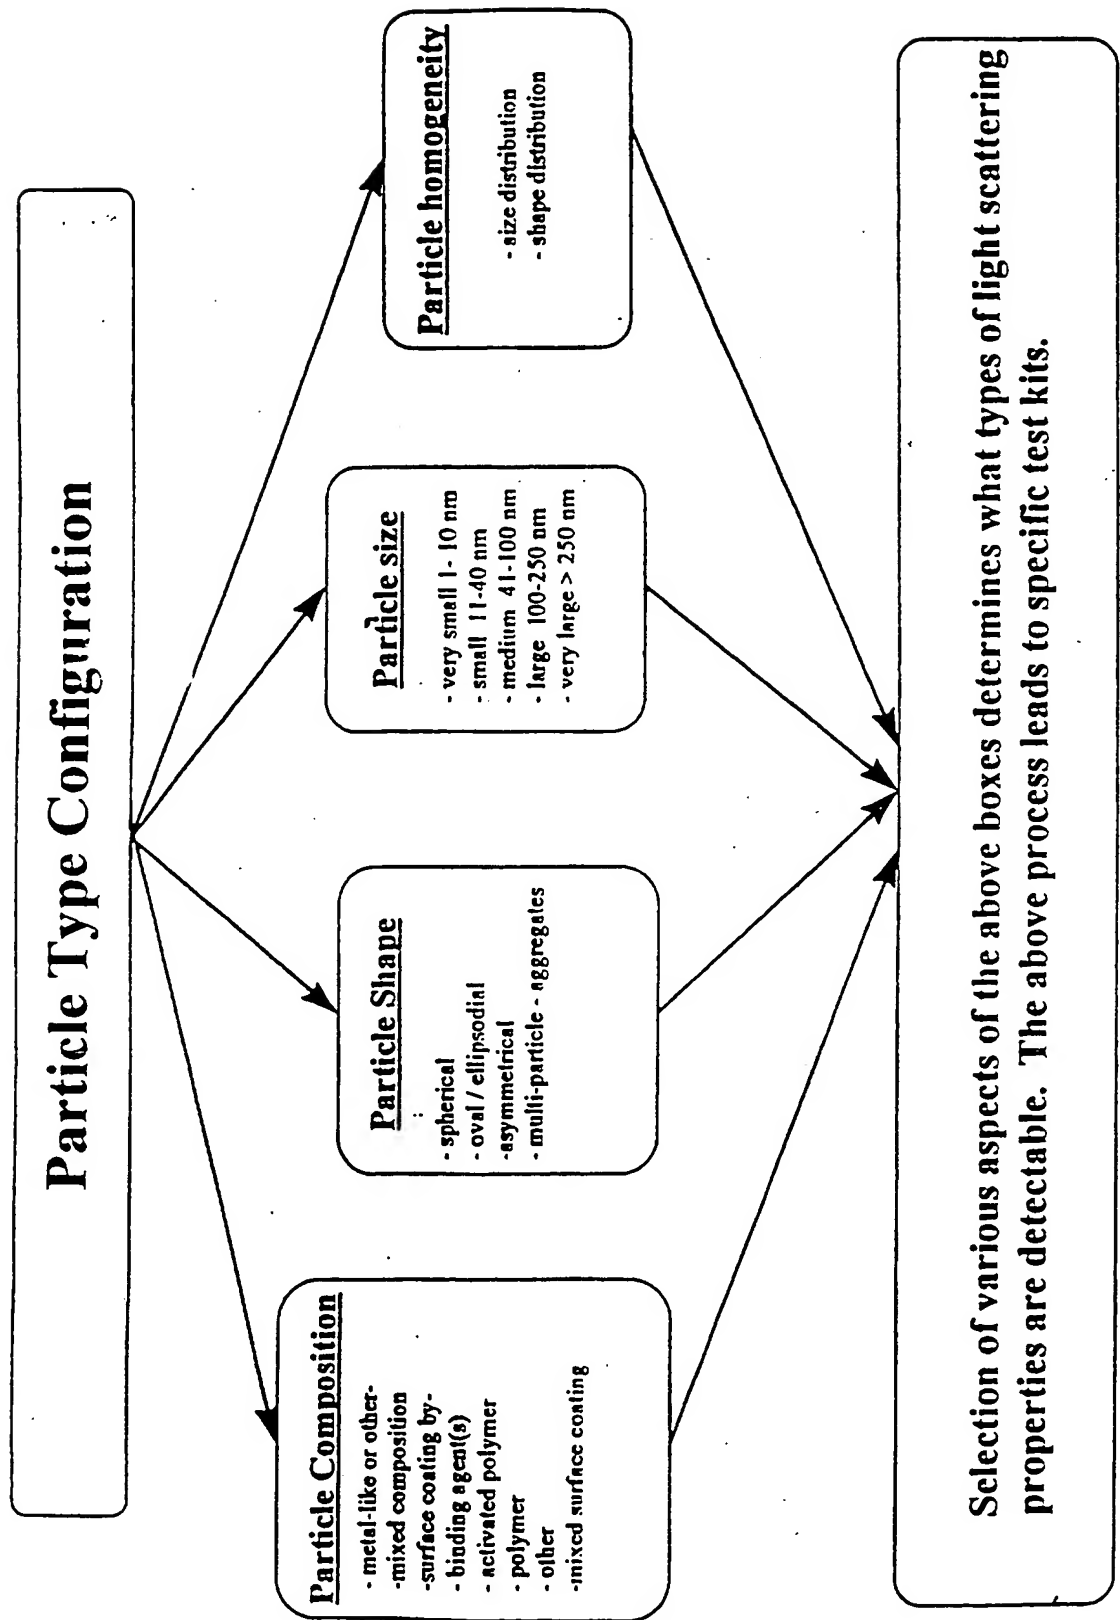 Particle Type Configuration
Particle Composition
- metal-like or other-
-mixed composition
-surface coating by-
- binding agent(s)
- activated polymer
- polymer
- other
-mixed surface coating
Particle Shape
- spherical
- oval / ellipsodial
-asymmetrical
- multi-particle - aggregates
Particle size
- very small 1- 10 nm
- small 11-40 nm
- medium 41-100 nm
- large 100-250 nm
- very large > 250 nm
Particle homogeneity
- size distribution
- shape distribution
Selection of various aspects of the above boxes determines what types of light scattering
properties are detectable. The above process leads to specific test kits.